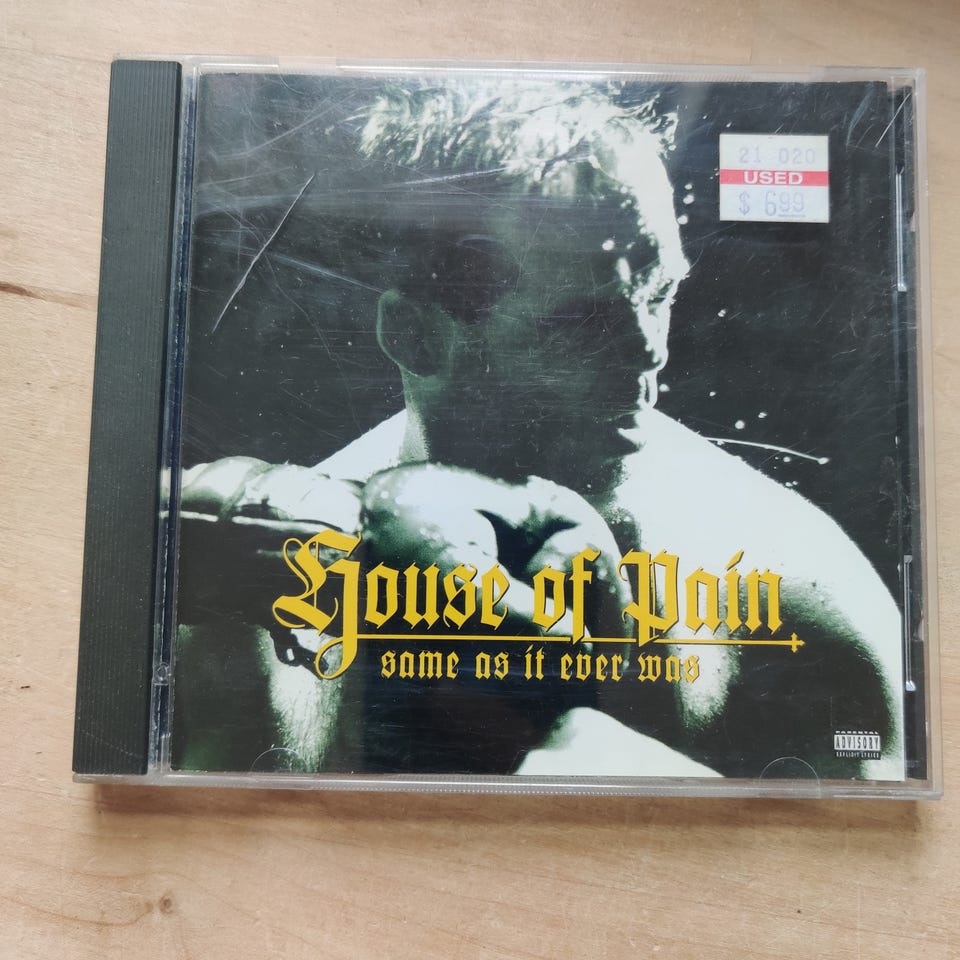 21 020
USED
$ 6.99
House of Pain
same as it ever was
PARENTAL
ADVISORY
EXPLICIT LYRICS